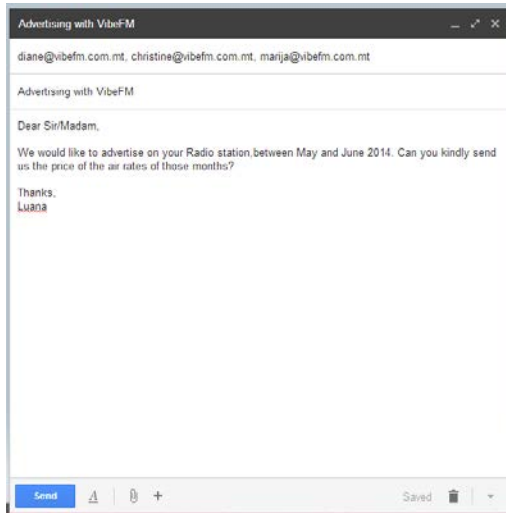 Advertising with VibeFM
diane@vibefm.com.mt, christine@vibefm.com.mt, marija@vibefm.com.mt
Advertising with VibeFM
Dear Sir/Madam,
We would like to advertise on your Radio station,between May and June 2014. Can you kindly send
us the price of the air rates of those months?
Thanks,
Luana
Send
Saved